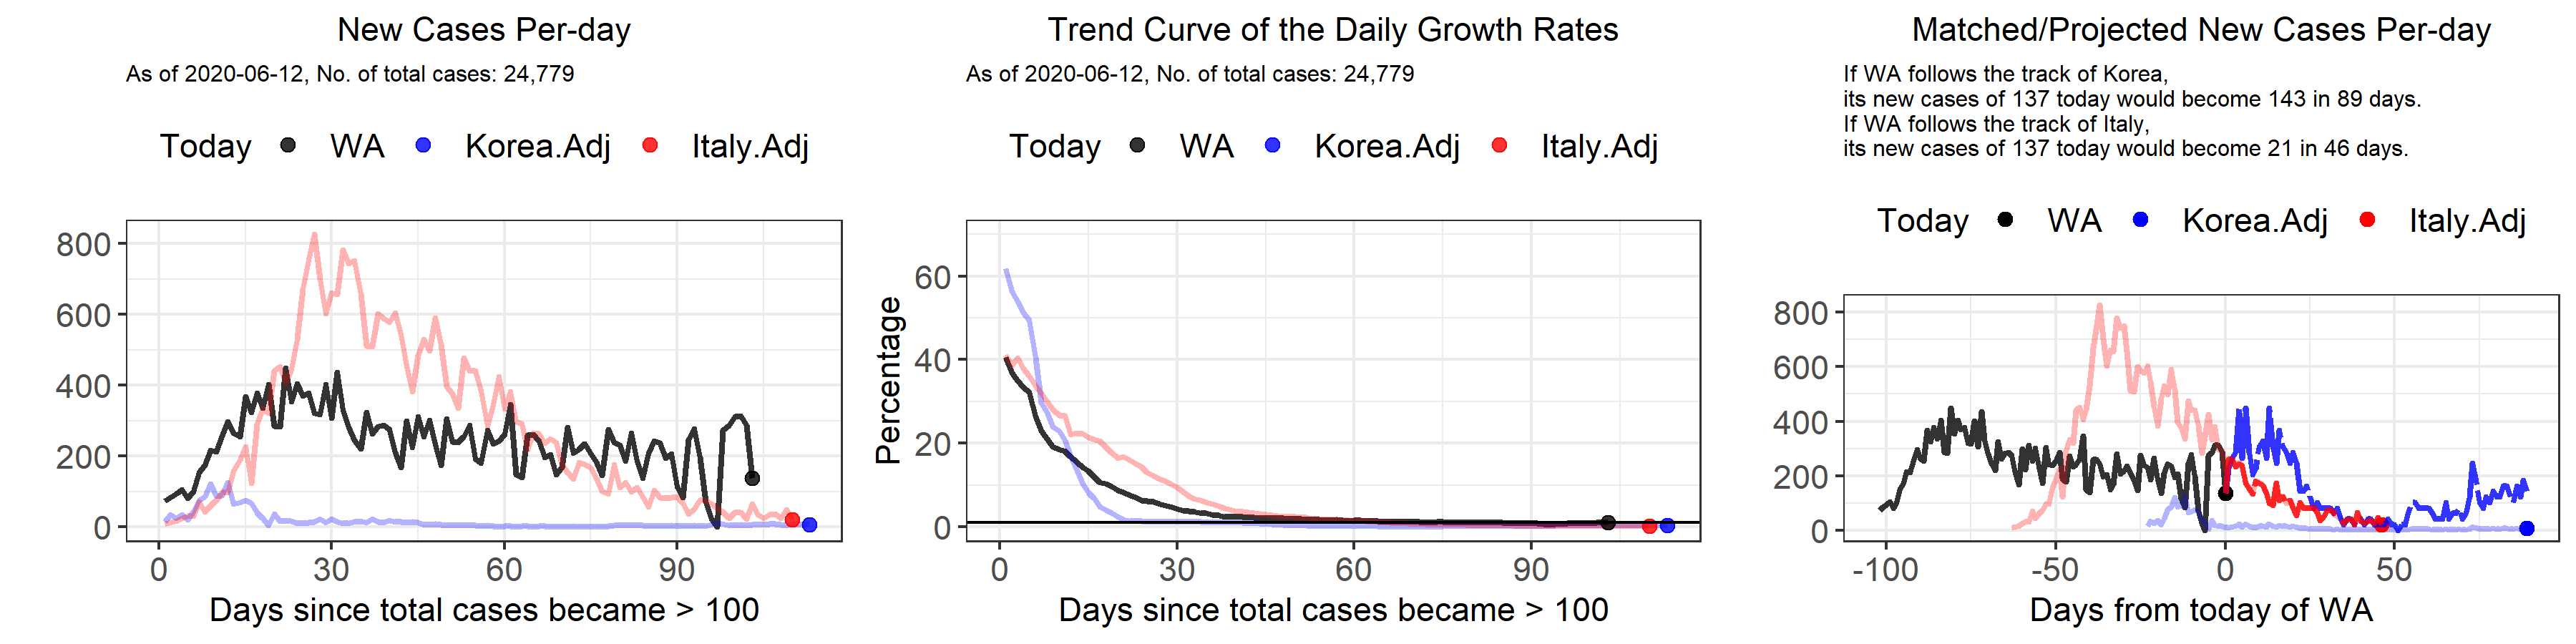 New Cases Per-day
As of 2020-06-12, No. of total cases: 24,779
Today WA Korea.Adj Italy.Adj
800
600
400
200
0
0 30 60 90
Days since total cases became > 100
Trend Curve of the Daily Growth Rates
As of 2020-06-12, No. of total cases: 24,779
Today WA Korea.Adj Italy.Adj
Percentage
60
40
20
0
0 30 60 90
Days since total cases became > 100
Matched/Projected New Cases Per-day
If WA follows the track of Korea,
its new cases of 137 today would become 143 in 89 days.
If WA follows the track of Italy,
its new cases of 137 today would become 21 in 46 days.
Today WA Korea.Adj Italy.Adj
800
600
400
200
0
-100 -50 0 50
Days from today of WA